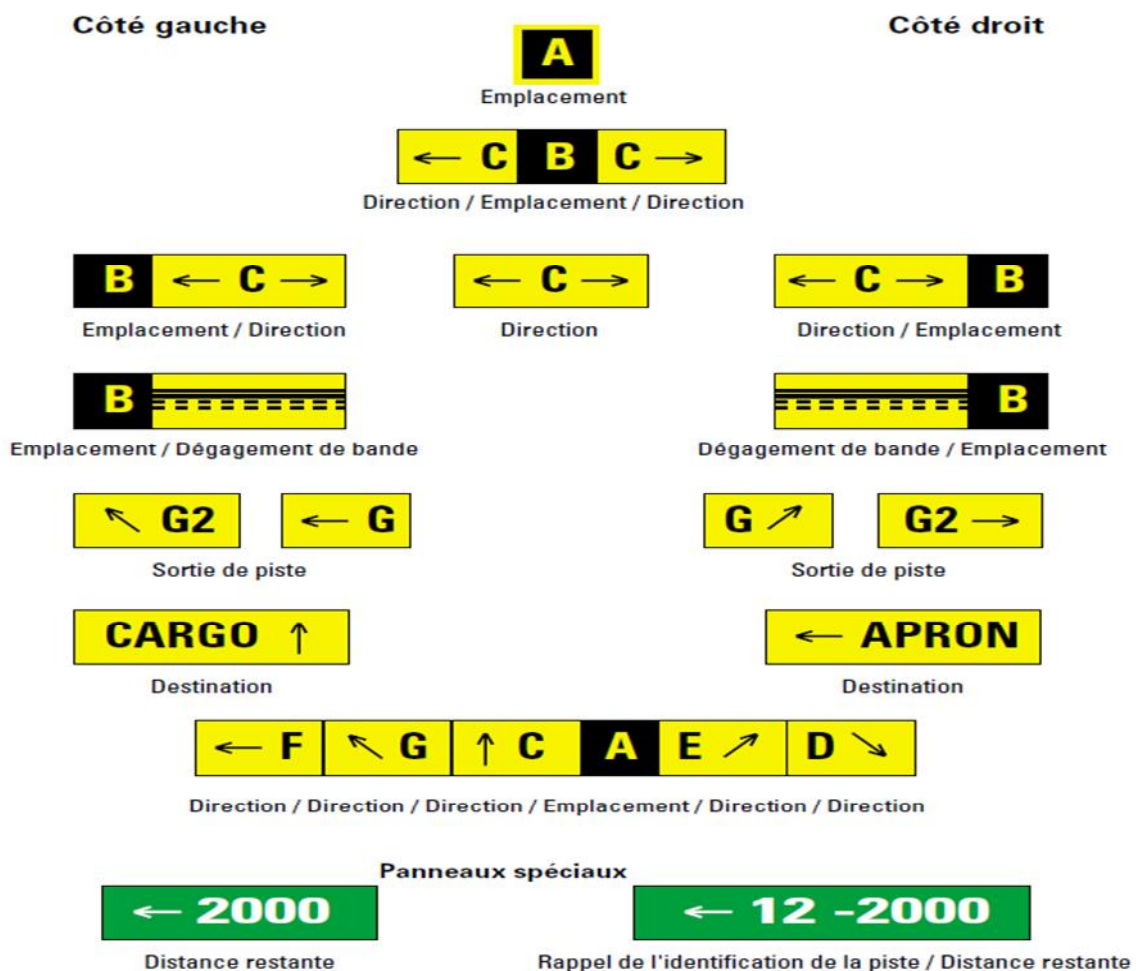 Côté gauche
Côté droit
A
Emplacement
← C B C →
Direction / Emplacement / Direction
B ← C →
← C →
← C → B
Emplacement / Direction
Direction
Direction / Emplacement
B
B
Emplacement / Dégagement de bande
Dégagement de bande / Emplacement
↖ G2
← G
G ↗
G2 →
Sortie de piste
Sortie de piste
CARGO ↑
← APRON
Destination
Destination
← F ↖ G ↑ C A E ↗ D ↘
Direction / Direction / Direction / Emplacement / Direction / Direction
Panneaux spéciaux
← 2000
← 12 -2000
Distance restante
Rappel de l'identification de la piste / Distance restante